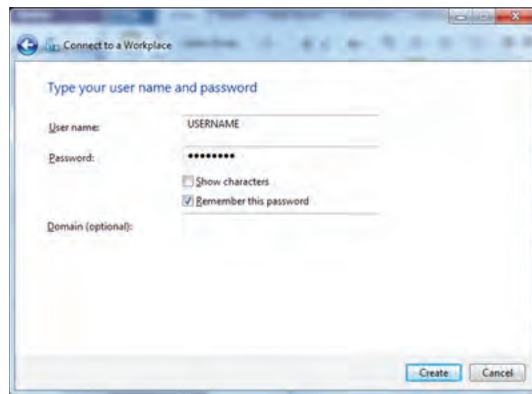 Connect to a Workplace
Type your user name and password
User name: USERNAME
Password: ••••••••
Show characters
Remember this password
Domain (optional):
Create Cancel